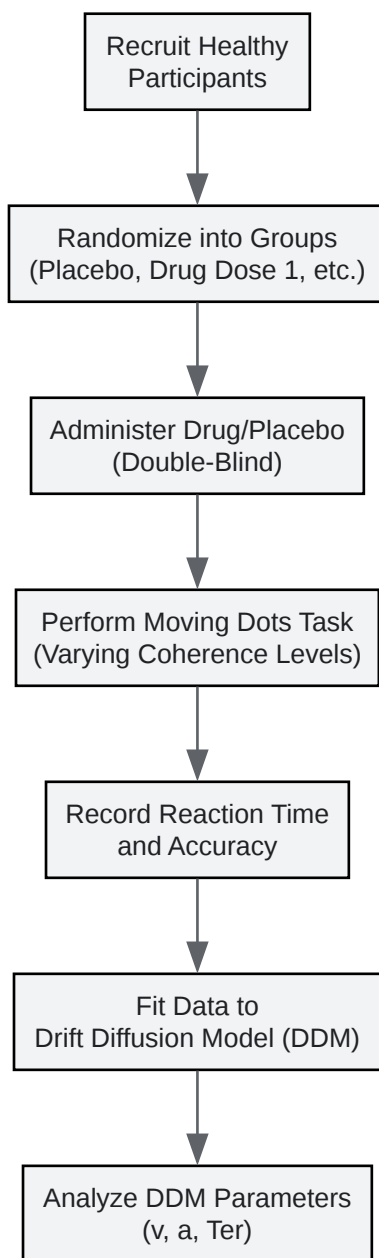 Recruit Healthy
Participants
Randomize into Groups
(Placebo, Drug Dose 1, etc.)
Administer Drug/Placebo
(Double-Blind)
Perform Moving Dots Task
(Varying Coherence Levels)
Record Reaction Time
and Accuracy
Fit Data to
Drift Diffusion Model (DDM)
Analyze DDM Parameters
(v, a, Ter)